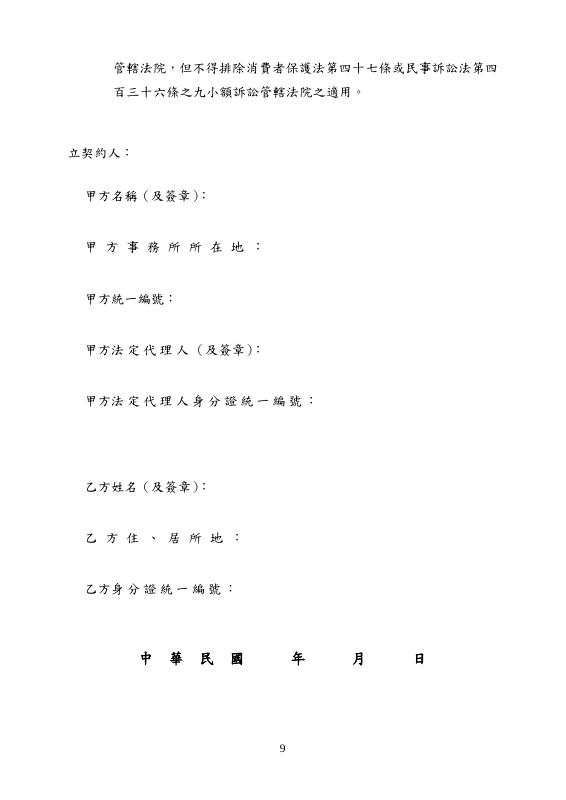 管轄法院，但不得排除消費者保護法第四十七條或民事訴訟法第四
百三十六條之九小額訴訟管轄法院之適用。
立契約人：
甲方名稱（及簽章）：
甲方事務所所在地：
甲方統一編號：
甲方法定代理人（及簽章）：
甲方法定代理人身分證統一編號：
乙方姓名（及簽章）：
乙方住、居所地：
乙方身分證統一編號：
中華民國　　年　　月　　日
9